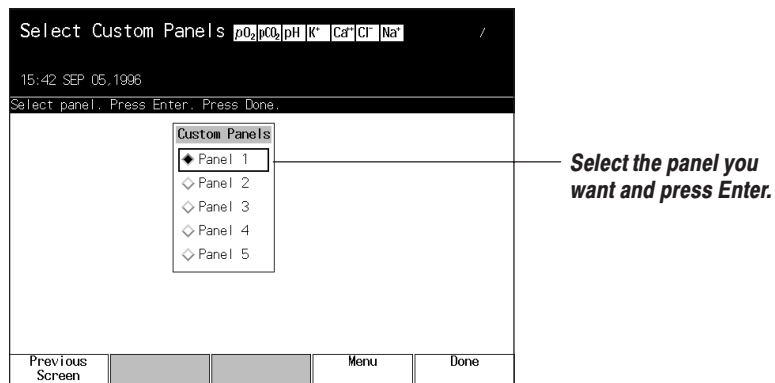 Select Custom Panels pO₂ pCO₂ pH K⁺ Ca⁺⁺ Cl⁻ Na⁺ /
15:42 SEP 05,1996
Select panel. Press Enter. Press Done.
Custom Panels
Panel 1
Panel 2
Panel 3
Panel 4
Panel 5
Select the panel you
want and press Enter.
Previous
Screen
Menu
Done